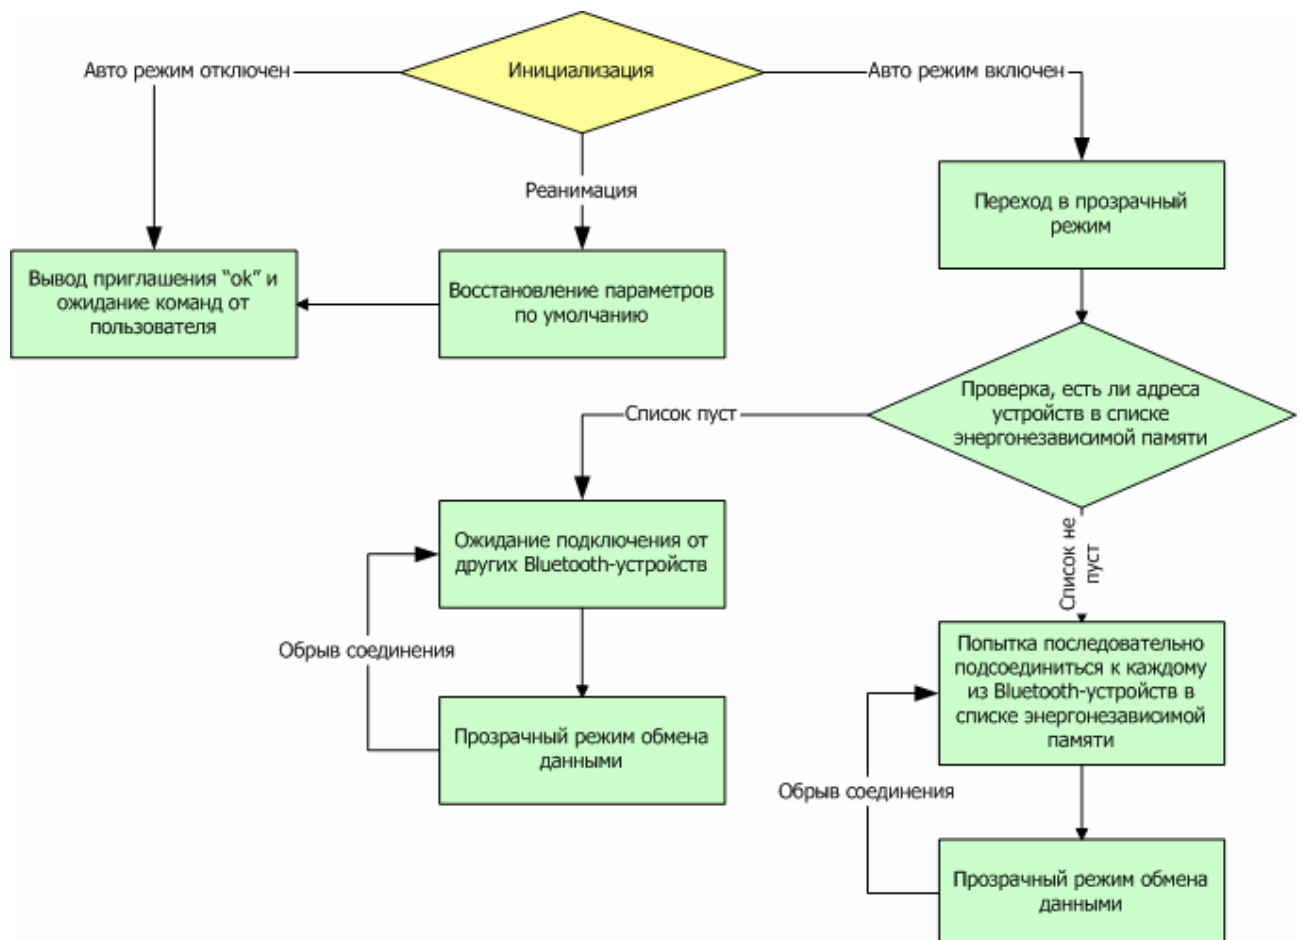 Авто режим отключен
Инициализация
Авто режим включен
Реанимация
Переход в прозрачный
режим
Вывод приглашения “ok” и
ожидание команд от
пользователя
Восстановление параметров
по умолчанию
Проверка, есть ли адреса
устройств в списке
энергонезависимой памяти
Список пуст
Список не
пуст
Ожидание подключения от
других Bluetooth-устройств
Обрыв соединения
Прозрачный режим обмена
данными
Попытка последовательно
подсоединиться к каждому
из Bluetooth-устройств в
списке энергонезависимой
памяти
Обрыв соединения
Прозрачный режим обмена
данными